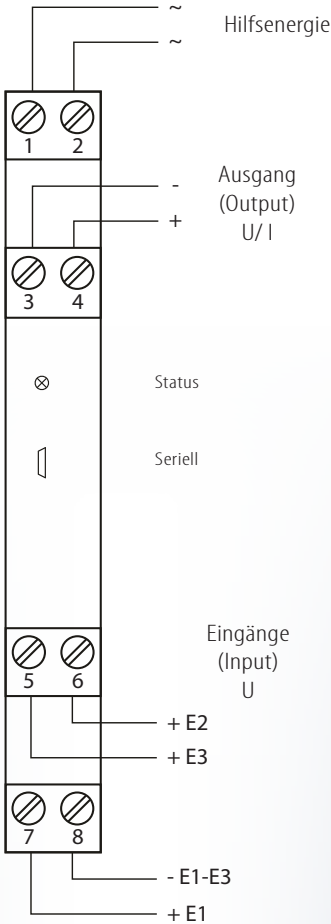 ~
~
Hilfsenergie
1 2
-
+
Ausgang
(Output)
U/ I
3 4
Status
Seriell
Eingänge
(Input)
U
5 6
+ E2
+ E3
7 8
- E1-E3
+ E1